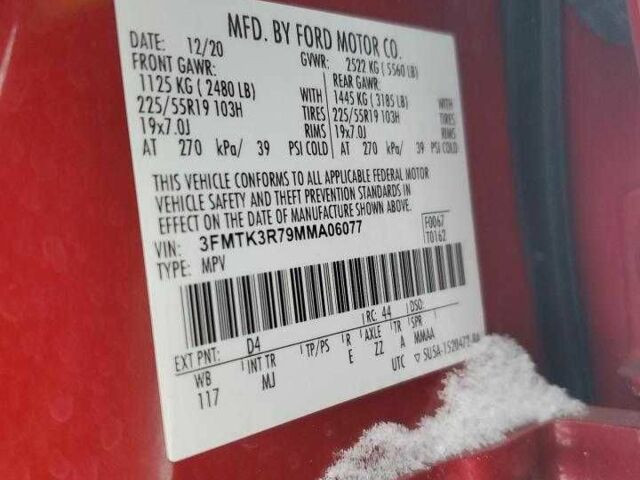 MFD. BY FORD MOTOR CO.
DATE: 12/20 GVWR: 2522 KG ( 5560 LB)
FRONT GAWR: REAR GAWR:
1125 KG ( 2480 LB) WITH 1445 KG ( 3185 LB) WITH
225/55R19 103H TIRES 225/55R19 103H TIRES
19x7.0J RIMS 19x7.0J RIMS
AT 270 kPa/ 39 PSI COLD AT 270 kPa/ 39 PSI COLD
THIS VEHICLE CONFORMS TO ALL APPLICABLE FEDERAL MOTOR
VEHICLE SAFETY AND THEFT PREVENTION STANDARDS IN
EFFECT ON THE DATE OF MANUFACTURE SHOWN ABOVE.
VIN: 3FMTK3R79MMA06077 F0067
TYPE: MPV T0162
EXT PNT: D4 RC: 44 DSO:
WB INT TR TP/PS R AXLE TR SPR
117 MJ E ZZ A MMAA
UTC